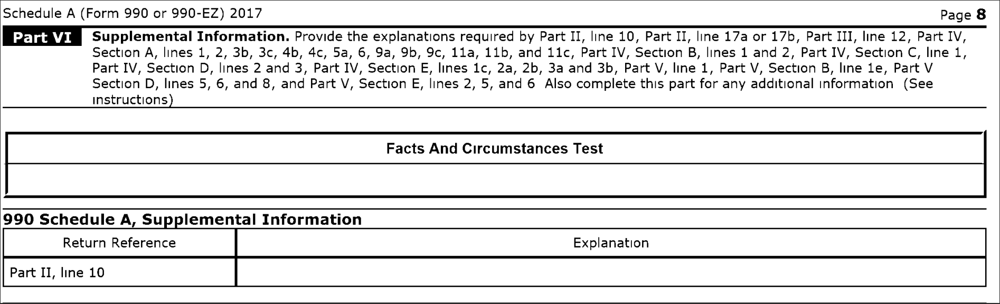 Schedule A (Form 990 or 990-EZ) 2017 Page 8
Part VI Supplemental Information. Provide the explanations required by Part II, line 10, Part II, line 17a or 17b, Part III, line 12, Part IV,
Section A, lines 1, 2, 3b, 3c, 4b, 4c, 5a, 6, 9a, 9b, 9c, 11a, 11b, and 11c, Part IV, Section B, lines 1 and 2, Part IV, Section C, line 1,
Part IV, Section D, lines 2 and 3, Part IV, Section E, lines 1c, 2a, 2b, 3a and 3b, Part V, line 1, Part V, Section B, line 1e, Part V
Section D, lines 5, 6, and 8, and Part V, Section E, lines 2, 5, and 6 Also complete this part for any additional information (See
instructions)
Facts And Circumstances Test
990 Schedule A, Supplemental Information
Return Reference Explanation
Part II, line 10